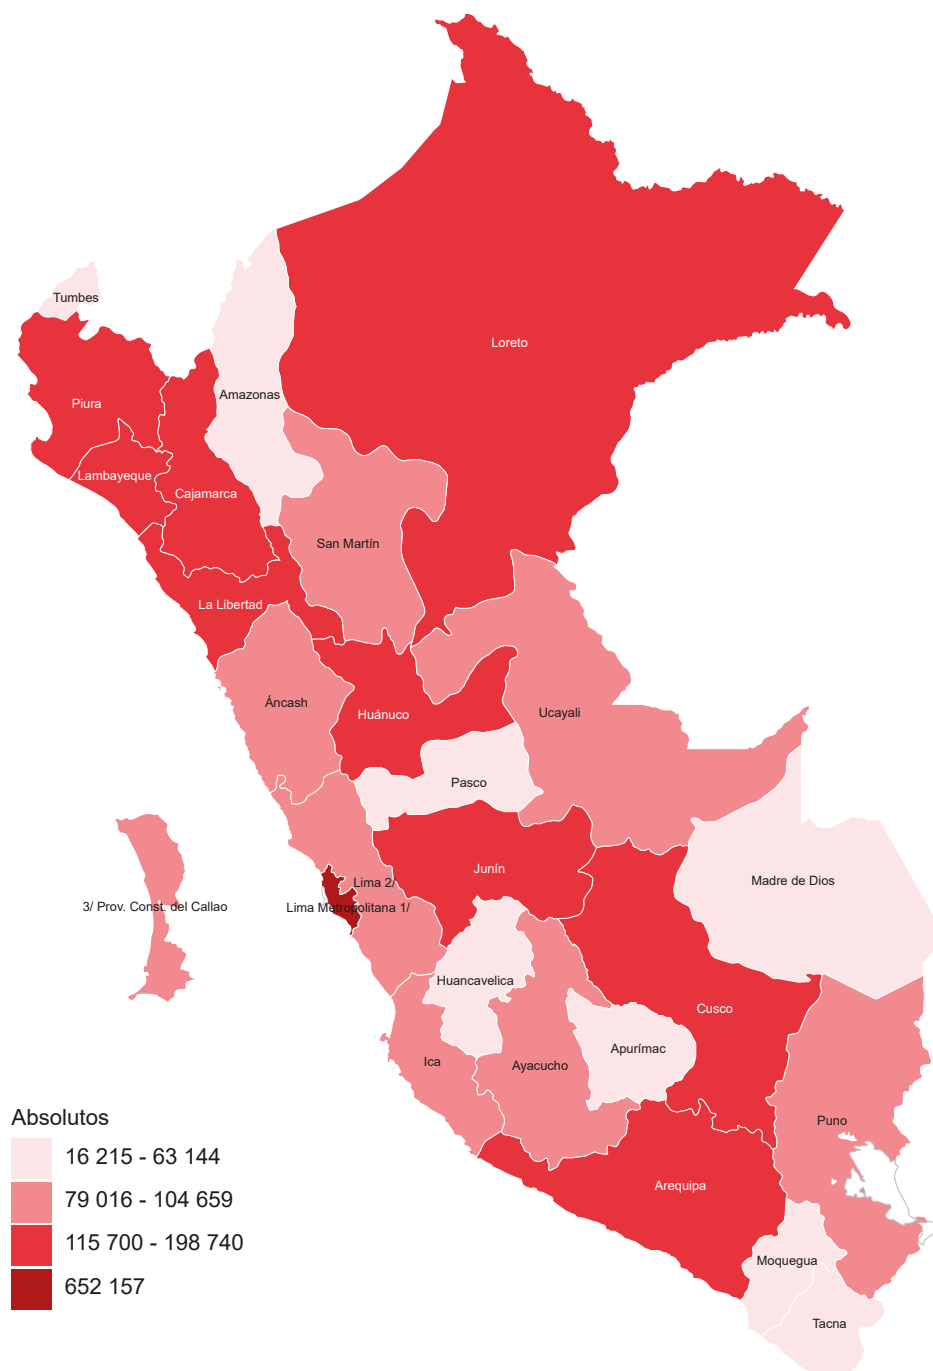 Tumbes
Loreto
Amazonas
Piura
Lambayeque
Cajamarca
San Martín
La Libertad
Áncash
Huánuco
Ucayali
Pasco
Junín
Lima 2/
Madre de Dios
3/ Prov. Const. del Callao
Lima Metropolitana 1/
Huancavelica
Cusco
Apurímac
Ica
Ayacucho
Puno
Arequipa
Moquegua
Tacna
Absolutos
16 215 - 63 144
79 016 - 104 659
115 700 - 198 740
652 157